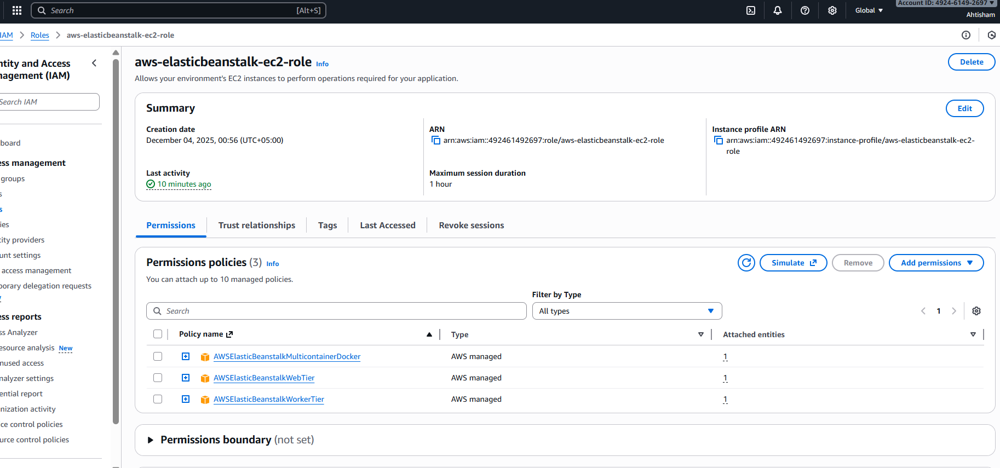 Search [Alt+S] Global Account ID: 4924-6149-2697
Ahtisham
IAM Roles aws-elasticbeanstalk-ec2-role
ntity and Access
nagement (IAM)
Search IAM
board
ess management
groups
s
s
ies
tity providers
unt settings
access management
porary delegation requests
ess reports
ss Analyzer
esource analysis New
nused access
nalyzer settings
ential report
nization activity
ice control policies
urce control policies
aws-elasticbeanstalk-ec2-role Info
Delete
Allows your environment's EC2 instances to perform operations required for your application.
Summary
Edit
Creation date
December 04, 2025, 00:56 (UTC+05:00)
ARN
arn:aws:iam::492461492697:role/aws-elasticbeanstalk-ec2-role
Instance profile ARN
arn:aws:iam::492461492697:instance-profile/aws-elasticbeanstalk-ec2-
role
Last activity
10 minutes ago
Maximum session duration
1 hour
Permissions Trust relationships Tags Last Accessed Revoke sessions
Permissions policies (3) Info
Simulate Remove Add permissions
You can attach up to 10 managed policies.
Filter by Type
Search All types 1
Policy name Type Attached entities
AWSElasticBeanstalkMulticontainerDocker AWS managed 1
AWSElasticBeanstalkWebTier AWS managed 1
AWSElasticBeanstalkWorkerTier AWS managed 1
Permissions boundary (not set)